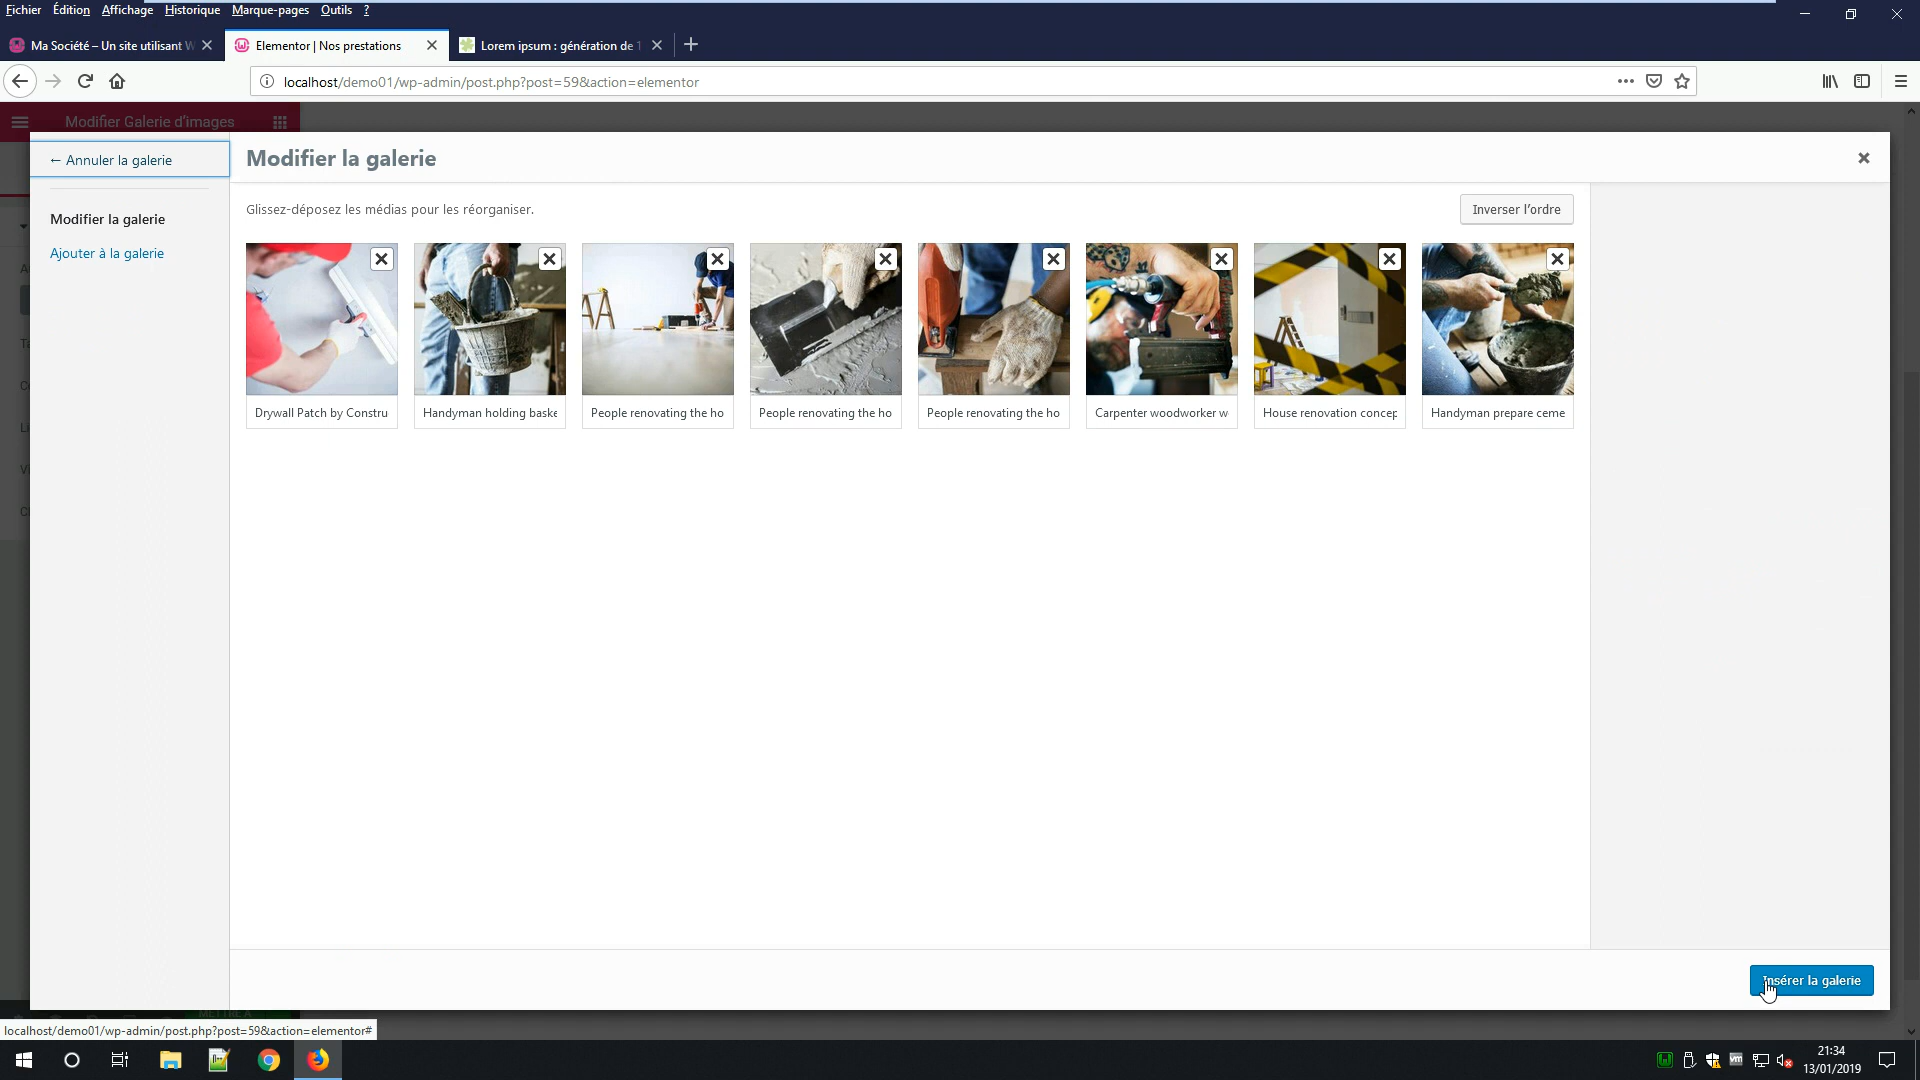 Fichier Édition Affichage Historique Marque-pages Outils ?
Ma Société – Un site utilisant W
Elementor | Nos prestations
Lorem ipsum : génération de 1
localhost/demo01/wp-admin/post.php?post=59&action=elementor
Modifier Galerie d'images
← Annuler la galerie
Modifier la galerie
Modifier la galerie
Ajouter à la galerie
Glissez-déposez les médias pour les réorganiser.
Inverser l'ordre
Drywall Patch by Constru
Handyman holding baske
People renovating the ho
People renovating the ho
People renovating the ho
Carpenter woodworker w
House renovation concep
Handyman prepare ceme
Insérer la galerie
METTRE À
localhost/demo01/wp-admin/post.php?post=59&action=elementor#
21:34
13/01/2019